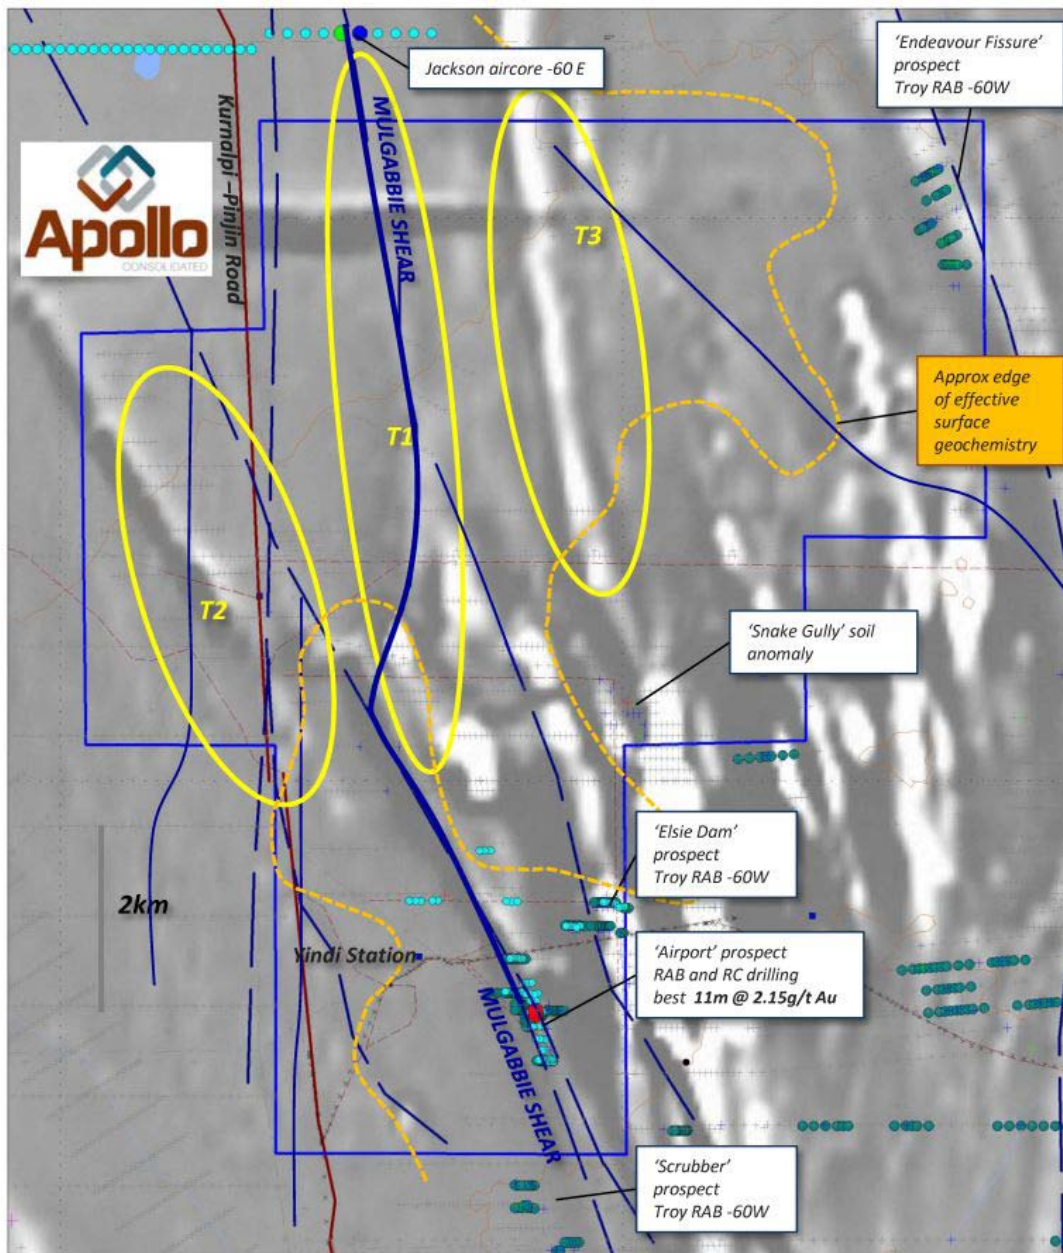 'Endeavour Fissure'
prospect
Troy RAB -60W
Jackson aircore -60 E
MULGABBIE SHEAR
Kurnalpi –Pinjin Road
Apollo
CONSOLIDATED
T3
Approx edge
of effective
surface
geochemistry
T1
T2
'Snake Gully' soil
anomaly
'Elsie Dam'
prospect
Troy RAB -60W
2km
Yindi Station
'Airport' prospect
RAB and RC drilling
best 11m @ 2.15g/t Au
MULGABBIE SHEAR
'Scrubber'
prospect
Troy RAB -60W